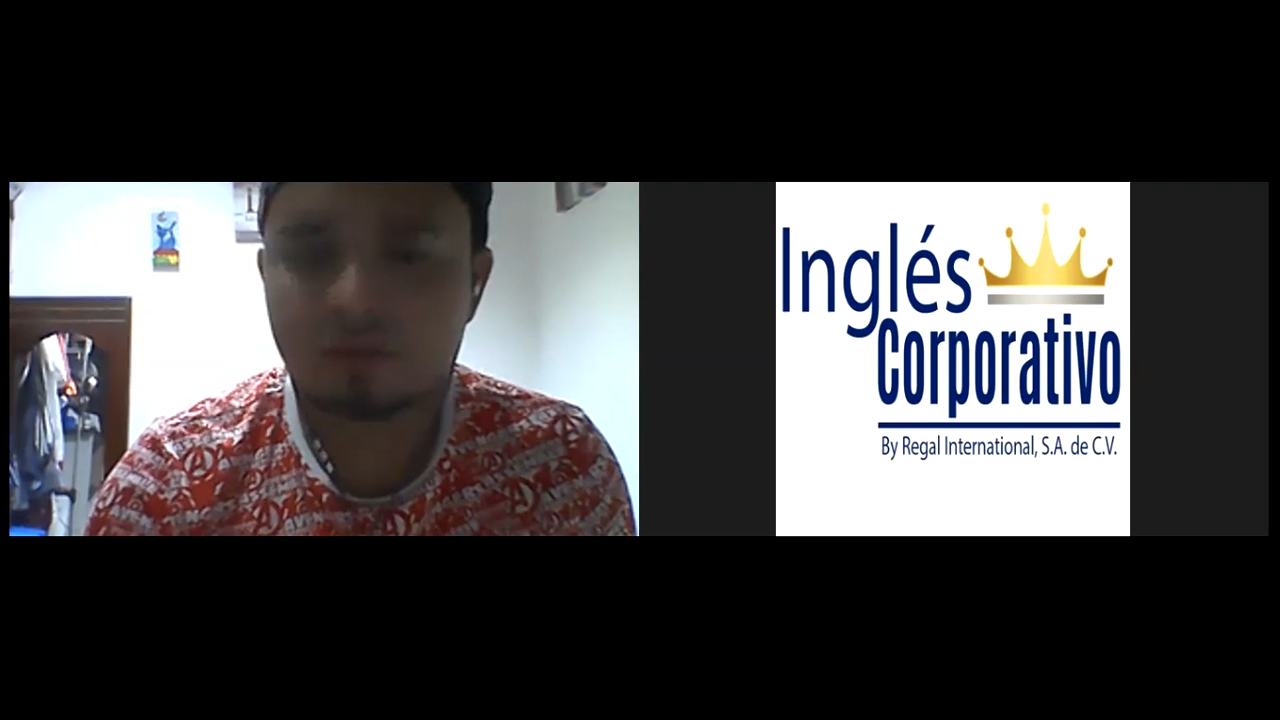 Inglés
Corporativo
By Regal International, S.A. de C.V.